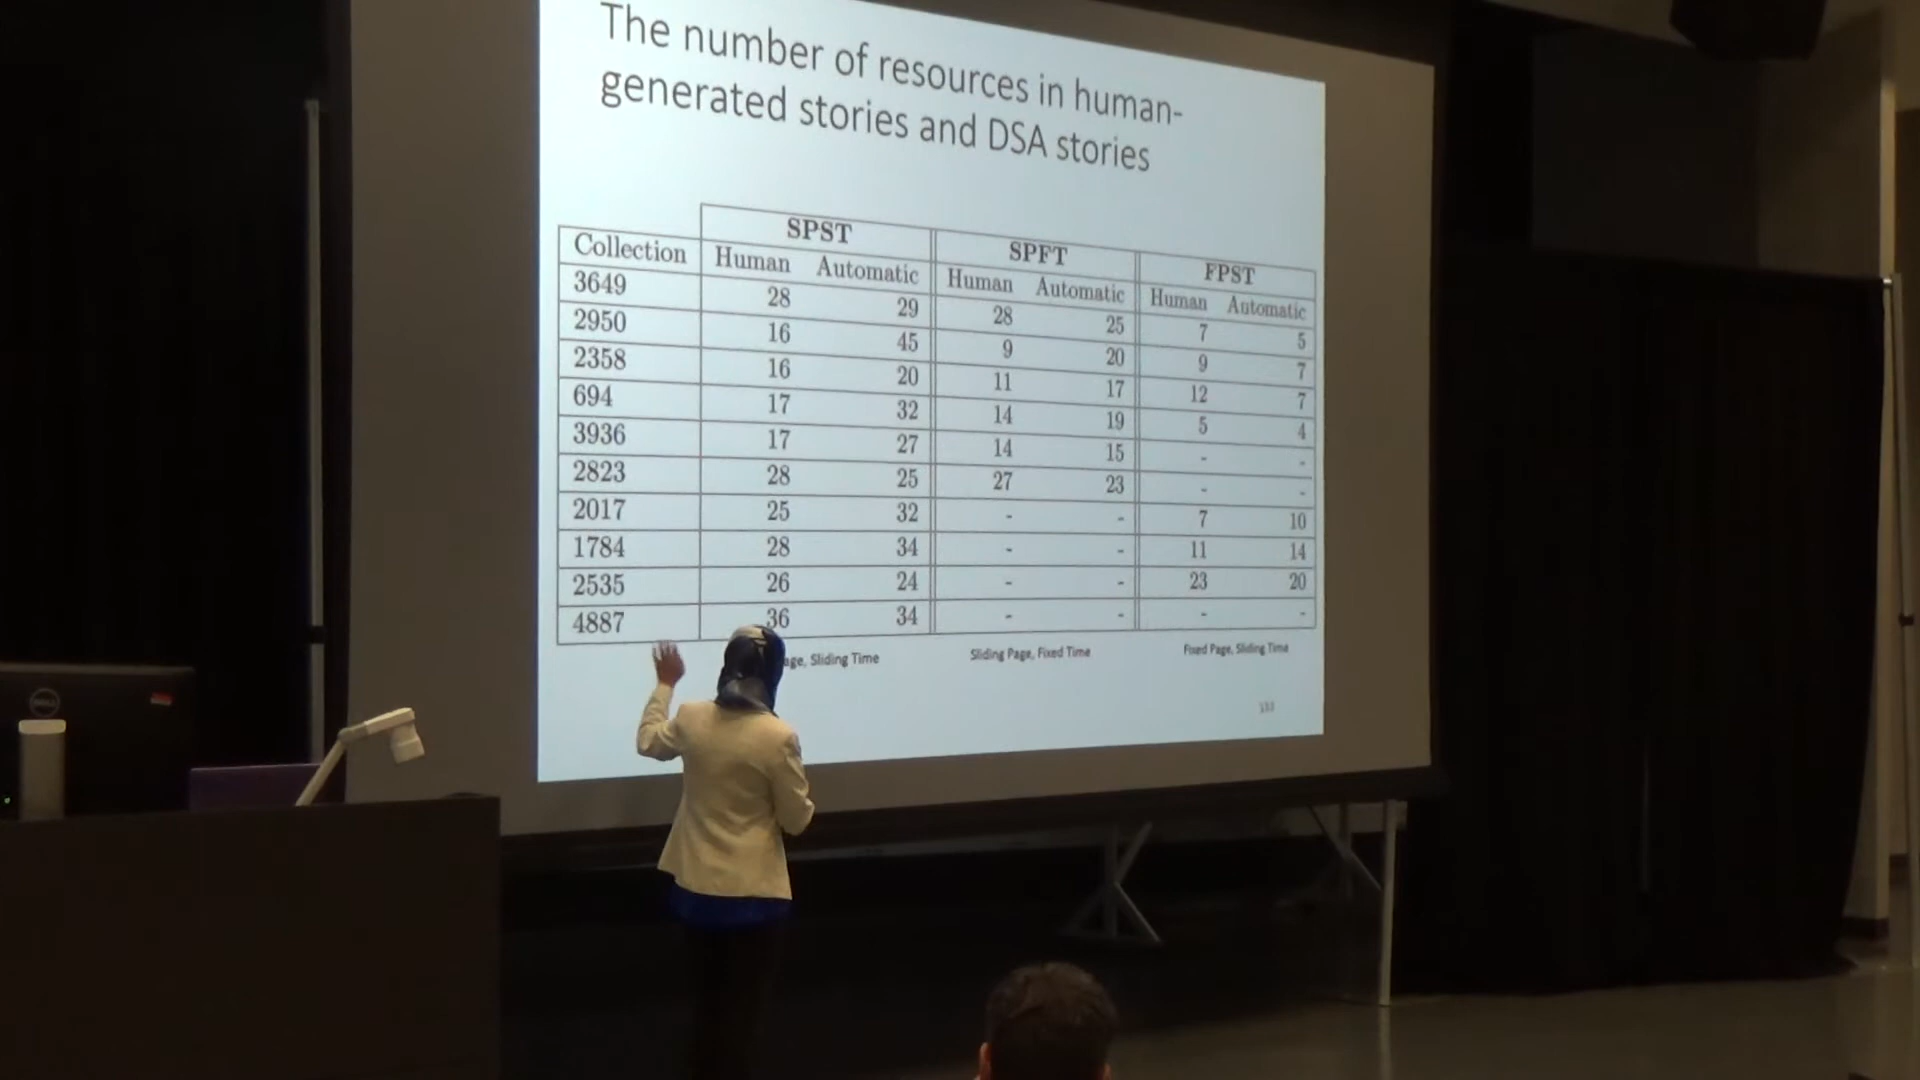 The number of resources in human-
generated stories and DSA stories
SPST SPFT FPST
Collection Human Automatic Human Automatic Human Automatic
3649 28 29 28 25 7 5
2950 16 45 9 20 9 7
2358 16 20 11 17 12 7
694 17 32 14 19 5 4
3936 17 27 14 15 - -
2823 28 25 27 23 - -
2017 25 32 - - 7 10
1784 28 34 - - 11 14
2535 26 24 - - 23 20
4887 36 34 - - - -
age, Sliding Time Sliding Page, Fixed Time Fixed Page, Sliding Time
DELL